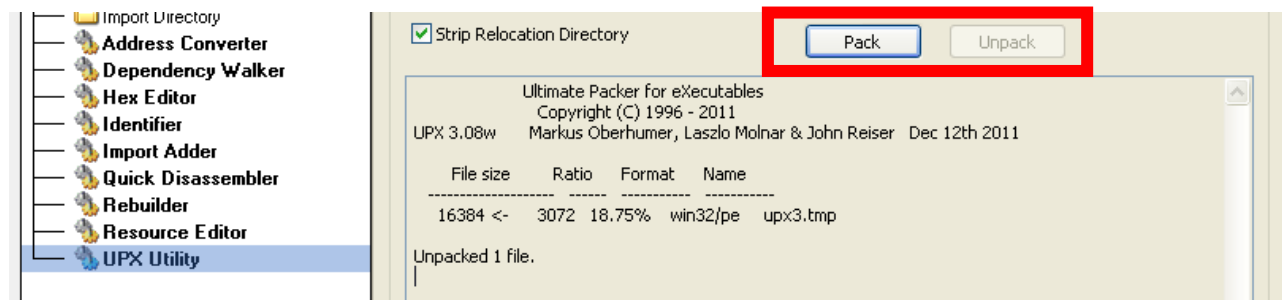 Import Directory
Address Converter
Dependency Walker
Hex Editor
Identifier
Import Adder
Quick Disassembler
Rebuilder
Resource Editor
UPX Utility
Strip Relocation Directory
Pack
Unpack
Ultimate Packer for eXecutables
Copyright (C) 1996 - 2011
UPX 3.08w Markus Oberhumer, Laszlo Molnar & John Reiser Dec 12th 2011
File size Ratio Format Name
-------------------- ------ ----------- -----------
16384 <- 3072 18.75% win32/pe upx3.tmp
Unpacked 1 file.